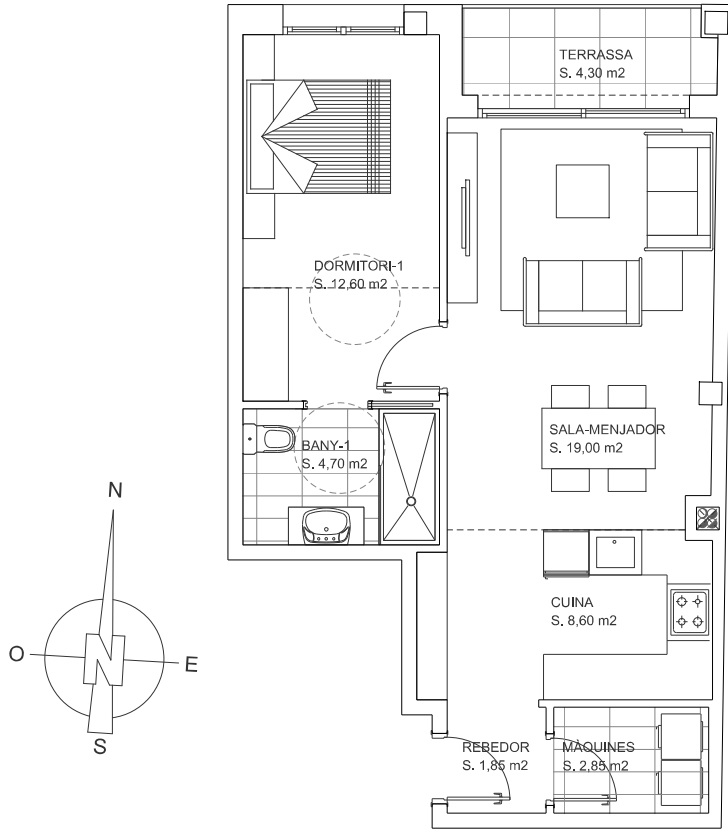 TERRASSA
S. 4,30 m2
DORMITORI-1
S. 12,60 m2
SALA-MENJADOR
S. 19,00 m2
BANY-1
S. 4,70 m2
N
O
E
S
CUINA
S. 8,60 m2
REBEDOR
S. 1,85 m2
MÀQUINES
S. 2,85 m2